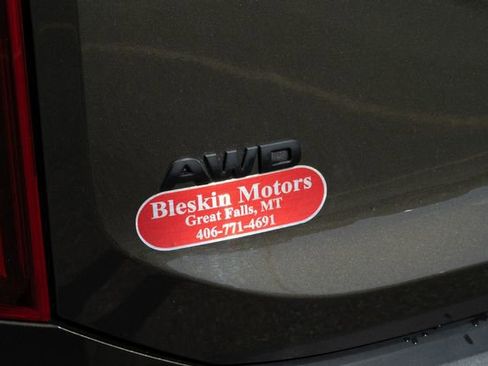 AWD
Bleskin Motors
Great Falls, MT
406-771-4691